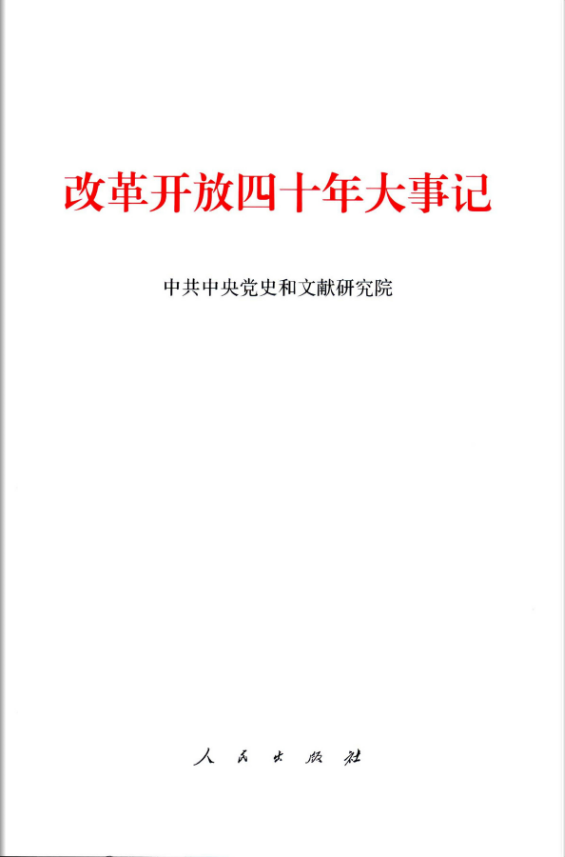 改革开放四十年大事记
中共中央党史和文献研究院
人民出版社